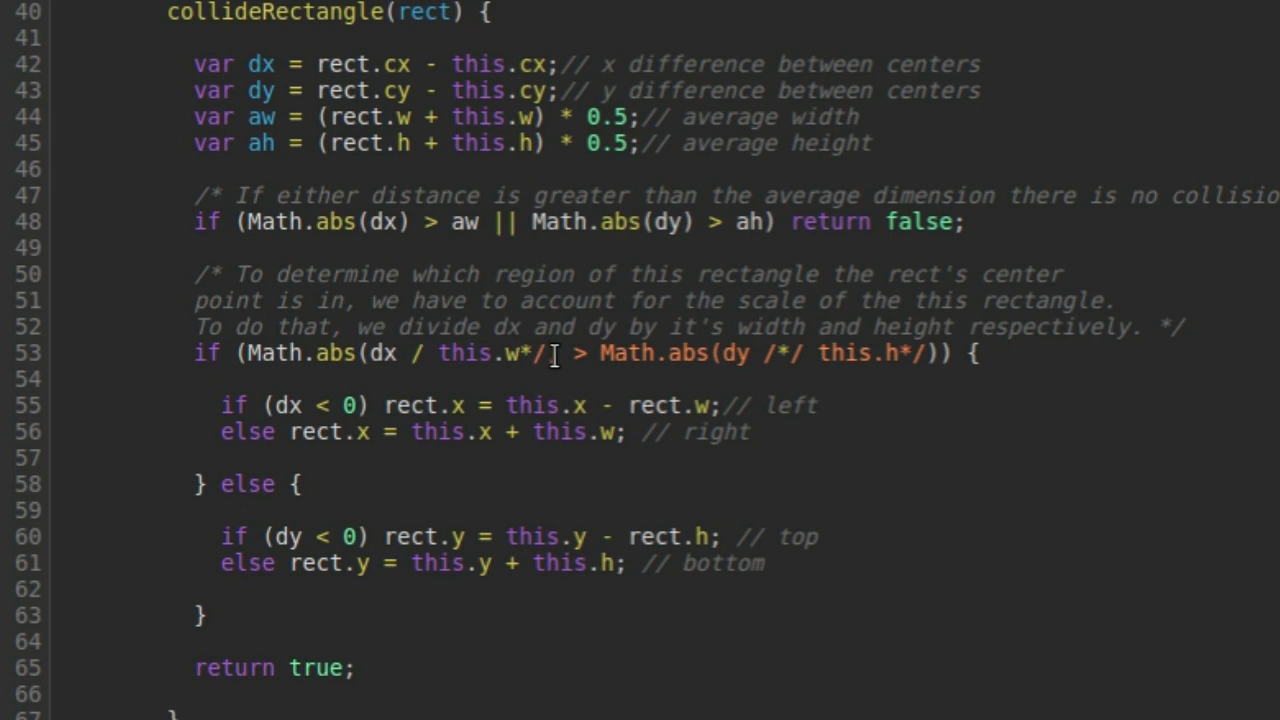 40 collideRectangle(rect) {
41
42 var dx = rect.cx - this.cx;// x difference between centers
43 var dy = rect.cy - this.cy;// y difference between centers
44 var aw = (rect.w + this.w) * 0.5;// average width
45 var ah = (rect.h + this.h) * 0.5;// average height
46
47 /* If either distance is greater than the average dimension there is no collisio
48 if (Math.abs(dx) > aw || Math.abs(dy) > ah) return false;
49
50 /* To determine which region of this rectangle the rect's center
51 point is in, we have to account for the scale of the this rectangle.
52 To do that, we divide dx and dy by it's width and height respectively. */
53 if (Math.abs(dx / this.w*/) > Math.abs(dy /*/ this.h*/)) {
54
55 if (dx < 0) rect.x = this.x - rect.w;// left
56 else rect.x = this.x + this.w; // right
57
58 } else {
59
60 if (dy < 0) rect.y = this.y - rect.h; // top
61 else rect.y = this.y + this.h; // bottom
62
63 }
64
65 return true;
66
67 }